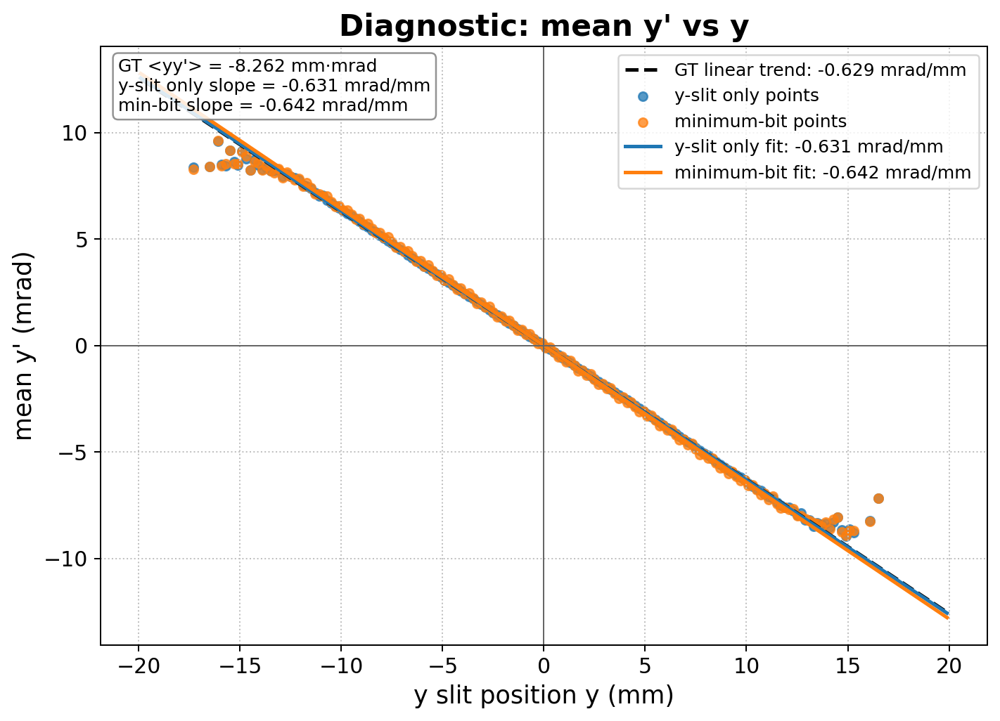 Diagnostic: mean y' vs y
GT <yy'> = -8.262 mm·mrad
y-slit only slope = -0.631 mrad/mm
min-bit slope = -0.642 mrad/mm
GT linear trend: -0.629 mrad/mm
y-slit only points
minimum-bit points
y-slit only fit: -0.631 mrad/mm
minimum-bit fit: -0.642 mrad/mm
mean y' (mrad)
10
5
0
−5
−10
−20
−15
−10
−5
0
5
10
15
20
y slit position y (mm)